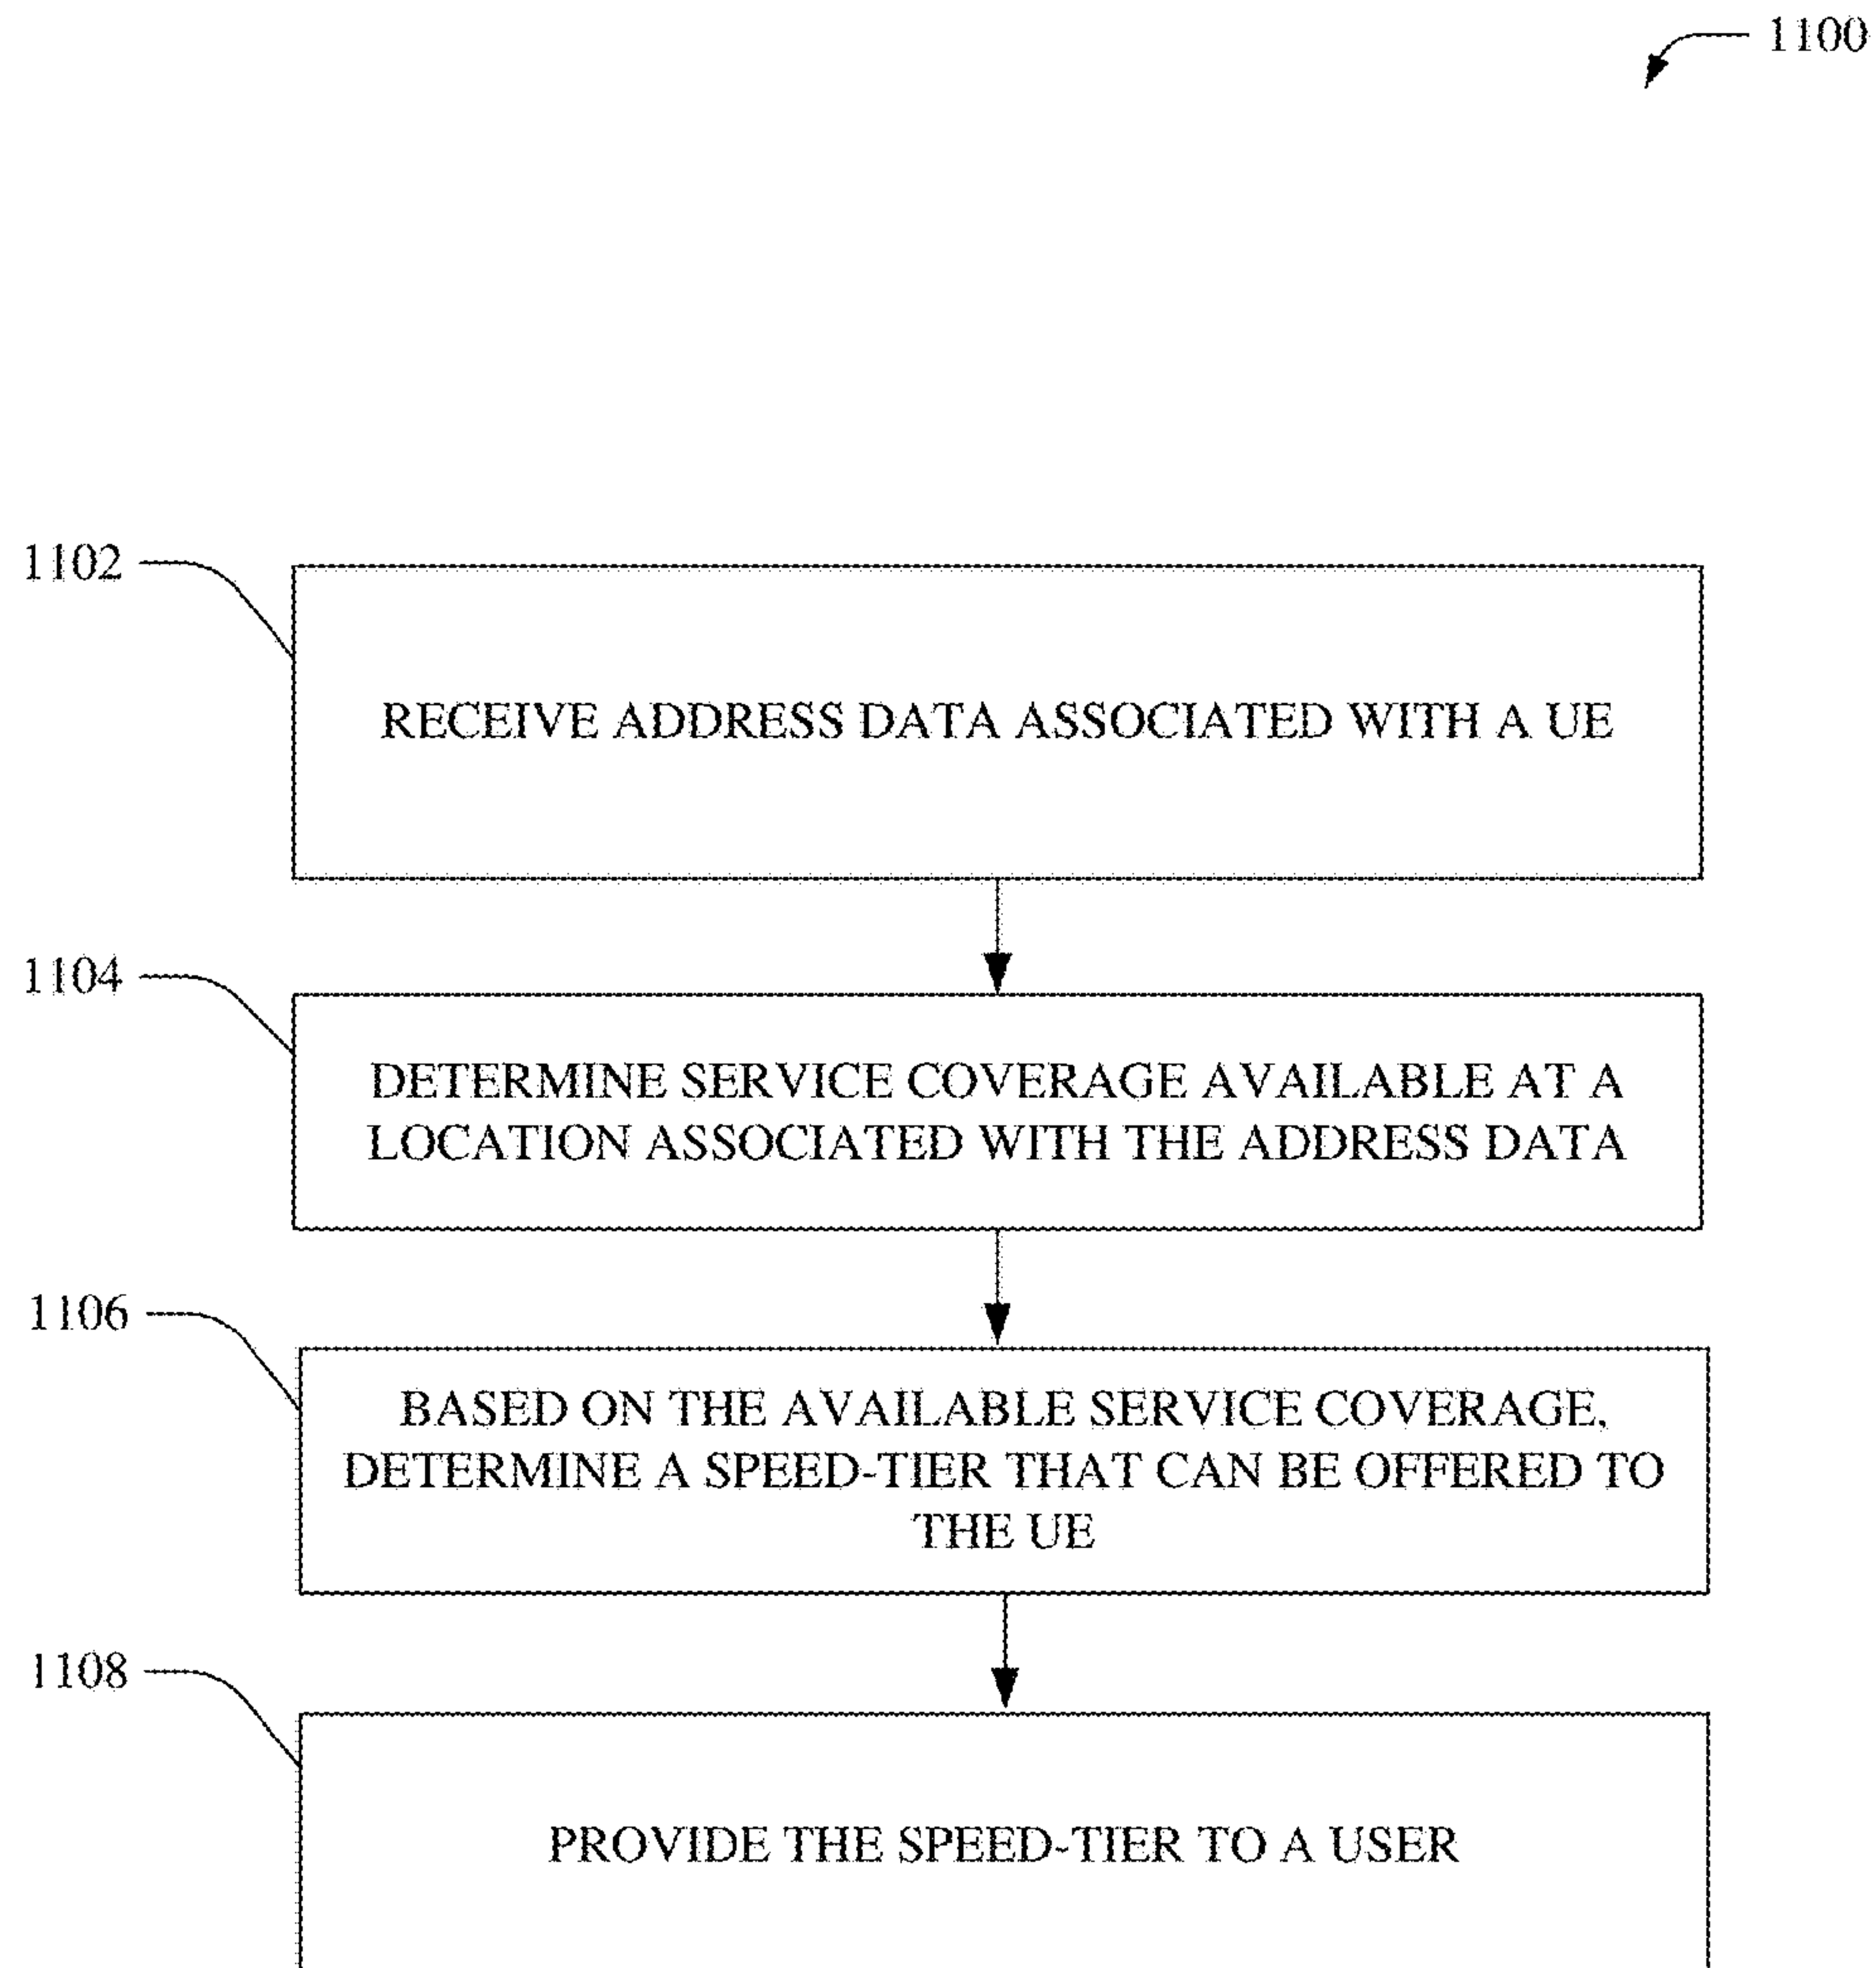 1100
1102
RECEIVE ADDRESS DATA ASSOCIATED WITH A UE
1104
DETERMINE SERVICE COVERAGE AVAILABLE AT A
LOCATION ASSOCIATED WITH THE ADDRESS DATA
1106
BASED ON THE AVAILABLE SERVICE COVERAGE,
DETERMINE A SPEED-TIER THAT CAN BE OFFERED TO
THE UE
1108
PROVIDE THE SPEED-TIER TO A USER